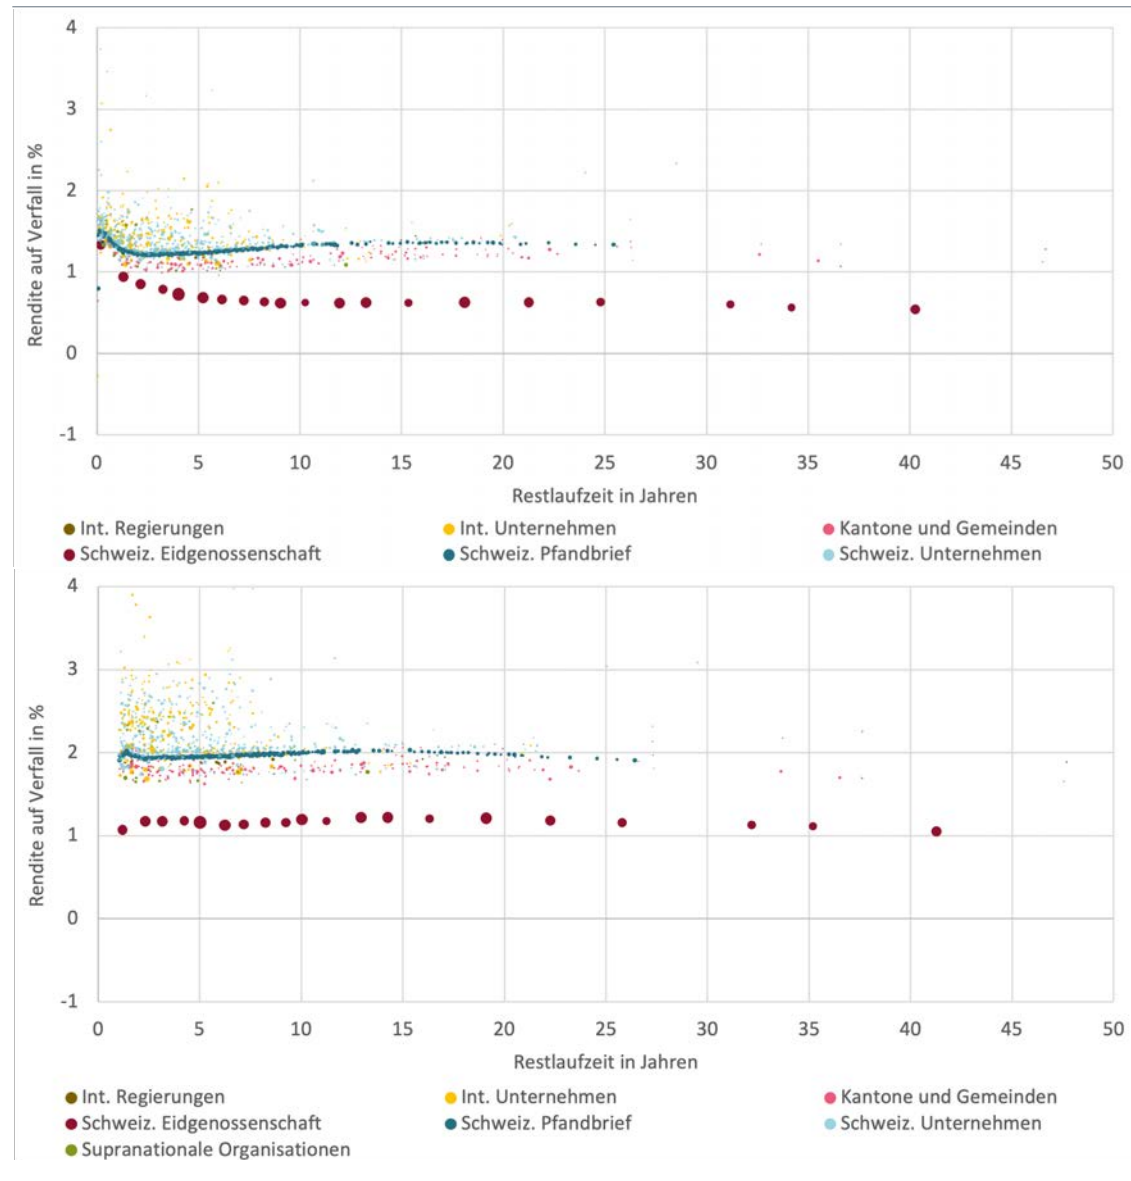 4
3
2
1
0
-1
Rendite auf Verfall in %
0 5 10 15 20 25 30 35 40 45 50
Restlaufzeit in Jahren
Int. Regierungen Int. Unternehmen Kantone und Gemeinden
Schweiz. Eidgenossenschaft Schweiz. Pfandbrief Schweiz. Unternehmen
4
3
2
1
0
-1
Rendite auf Verfall in %
0 5 10 15 20 25 30 35 40 45 50
Restlaufzeit in Jahren
Int. Regierungen Int. Unternehmen Kantone und Gemeinden
Schweiz. Eidgenossenschaft Schweiz. Pfandbrief Schweiz. Unternehmen
Supranationale Organisationen